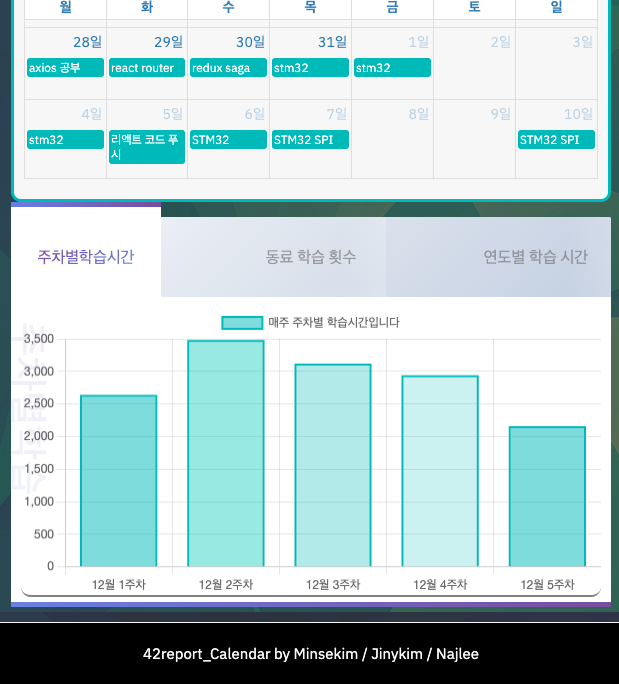 월 화 수 목 금 토 일
28일 29일 30일 31일 1일 2일 3일
axios 공부 react router redux saga stm32 stm32
4일 5일 6일 7일 8일 9일 10일
stm32 리액트 코드 푸 STM32 STM32 SPI STM32 SPI
시
주차별학습시간 동료 학습 횟수 연도별 학습 시간
매주 주차별 학습시간입니다
주차별학습
3,500
3,000
2,500
2,000
1,500
1,000
500
0
12월 1주차 12월 2주차 12월 3주차 12월 4주차 12월 5주차
42report_Calendar by Minsekim / Jinykim / Najlee